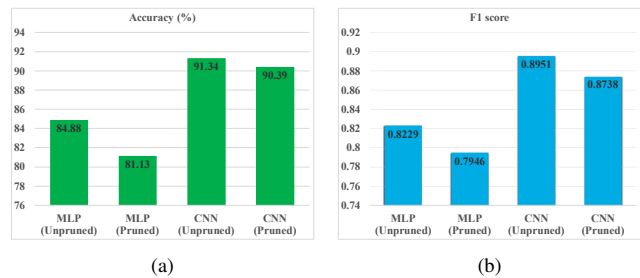 Accuracy (%)
94
92
90
88
86
84
82
80
78
76
84.88
81.13
91.34
90.39
MLP
(Unpruned)
MLP
(Pruned)
CNN
(Unpruned)
CNN
(Pruned)
(a)
F1 score
0.92
0.9
0.88
0.86
0.84
0.82
0.8
0.78
0.76
0.74
0.8229
0.7946
0.8951
0.8738
MLP
(Unpruned)
MLP
(Pruned)
CNN
(Unpruned)
CNN
(Pruned)
(b)